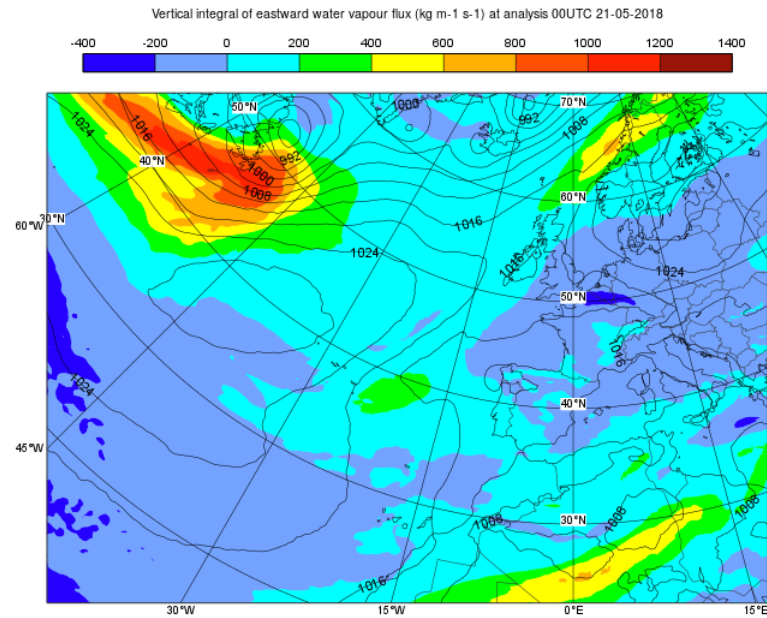 Vertical integral of eastward water vapour flux (kg m-1 s-1) at analysis 00UTC 21-05-2018
-400 -200 0 200 400 600 800 1000 1200 1400
1024
1016
50°N
1000
992
70°N
1008
40°N
992
1000
1008
60°N
30°N
60°W
1016
1024
1016
1024
50°N
1016
1024
40°N
45°W
30°N
1008
1008
1008
1016
30°W 15°W 0°E 15°E